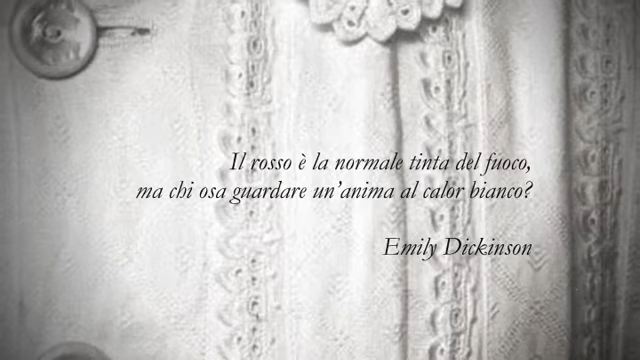 Il rosso è la normale tinta del fuoco,
ma chi osa guardare un'anima al calor bianco?
Emily Dickinson